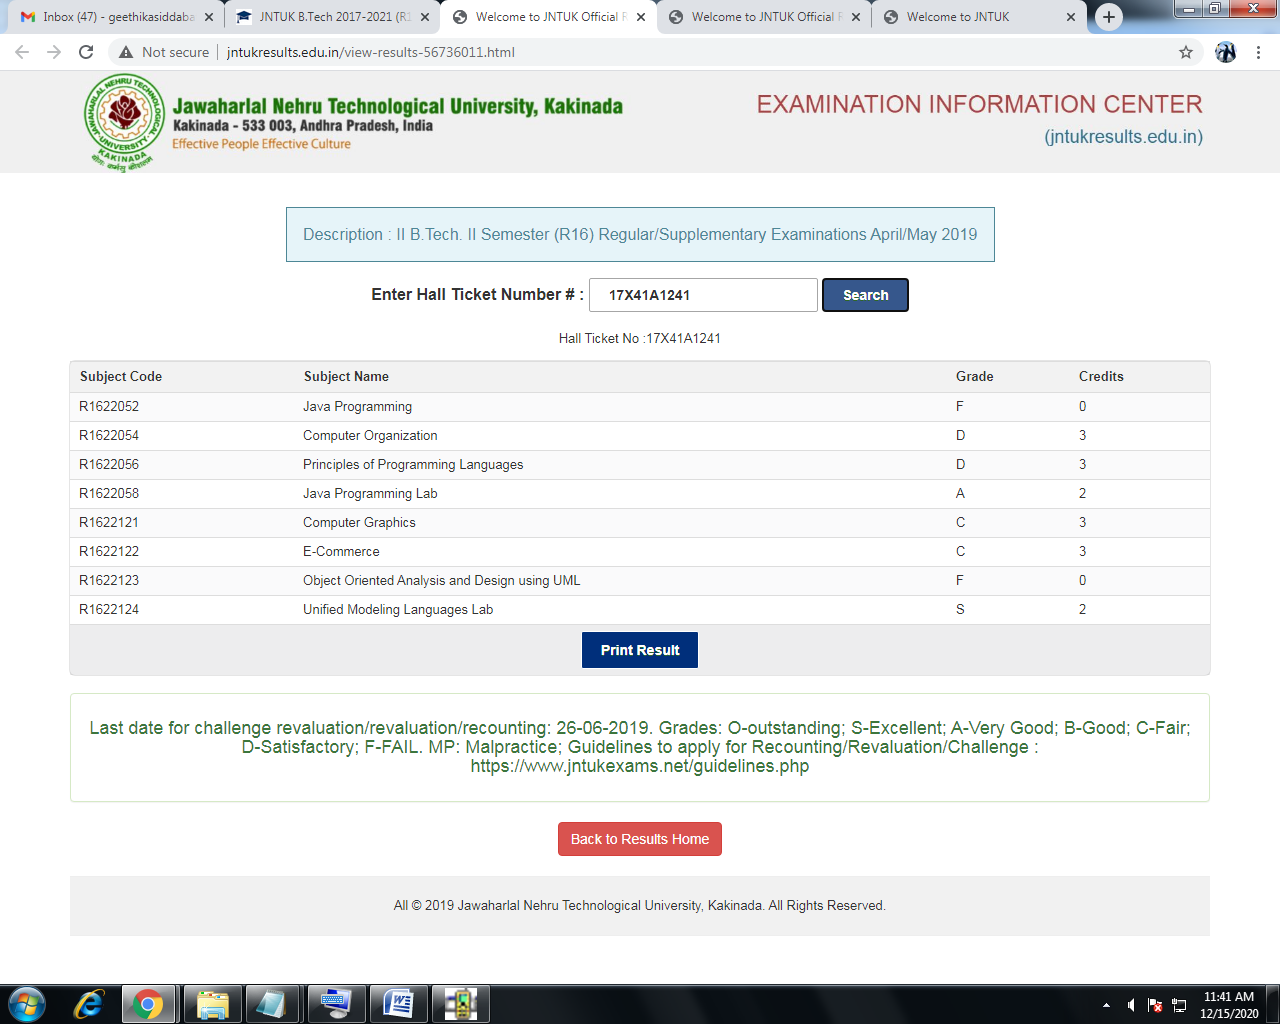 Inbox (47) - geethikasiddaba
JNTUK B.Tech 2017-2021 (R1
Welcome to JNTUK Official R
Welcome to JNTUK Official F
Welcome to JNTUK
Not secure | jntukresults.edu.in/view-results-56736011.html
Jawaharlal Nehru Technological University, Kakinada
Kakinada - 533 003, Andhra Pradesh, India
Effective People Effective Culture
EXAMINATION INFORMATION CENTER
(jntukresults.edu.in)
Description : II B.Tech. II Semester (R16) Regular/Supplementary Examinations April/May 2019
Enter Hall Ticket Number # : 17X41A1241 Search
Hall Ticket No :17X41A1241
Subject Code Subject Name Grade Credits
R1622052 Java Programming F 0
R1622054 Computer Organization D 3
R1622056 Principles of Programming Languages D 3
R1622058 Java Programming Lab A 2
R1622121 Computer Graphics C 3
R1622122 E-Commerce C 3
R1622123 Object Oriented Analysis and Design using UML F 0
R1622124 Unified Modeling Languages Lab S 2
Print Result
Last date for challenge revaluation/revaluation/recounting: 26-06-2019. Grades: O-outstanding; S-Excellent; A-Very Good; B-Good; C-Fair;
D-Satisfactory; F-FAIL. MP: Malpractice; Guidelines to apply for Recounting/Revaluation/Challenge :
https://www.jntukexams.net/guidelines.php
Back to Results Home
All © 2019 Jawaharlal Nehru Technological University, Kakinada. All Rights Reserved.
11:41 AM
12/15/2020